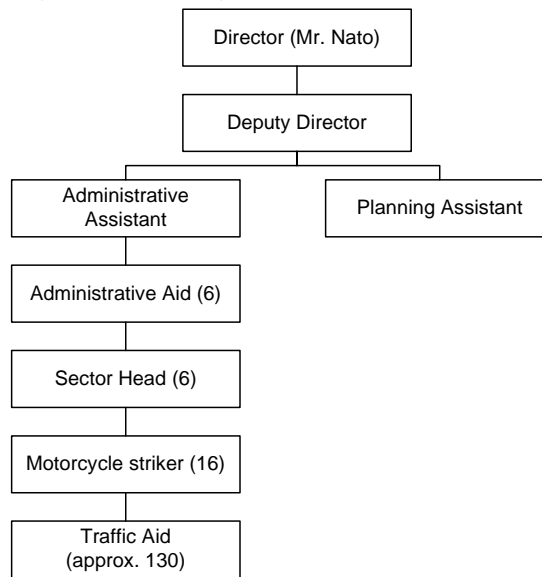 Director (Mr. Nato)
Deputy Director
Administrative
Assistant
Planning Assistant
Administrative Aid (6)
Sector Head (6)
Motorcycle striker (16)
Traffic Aid
(approx. 130)